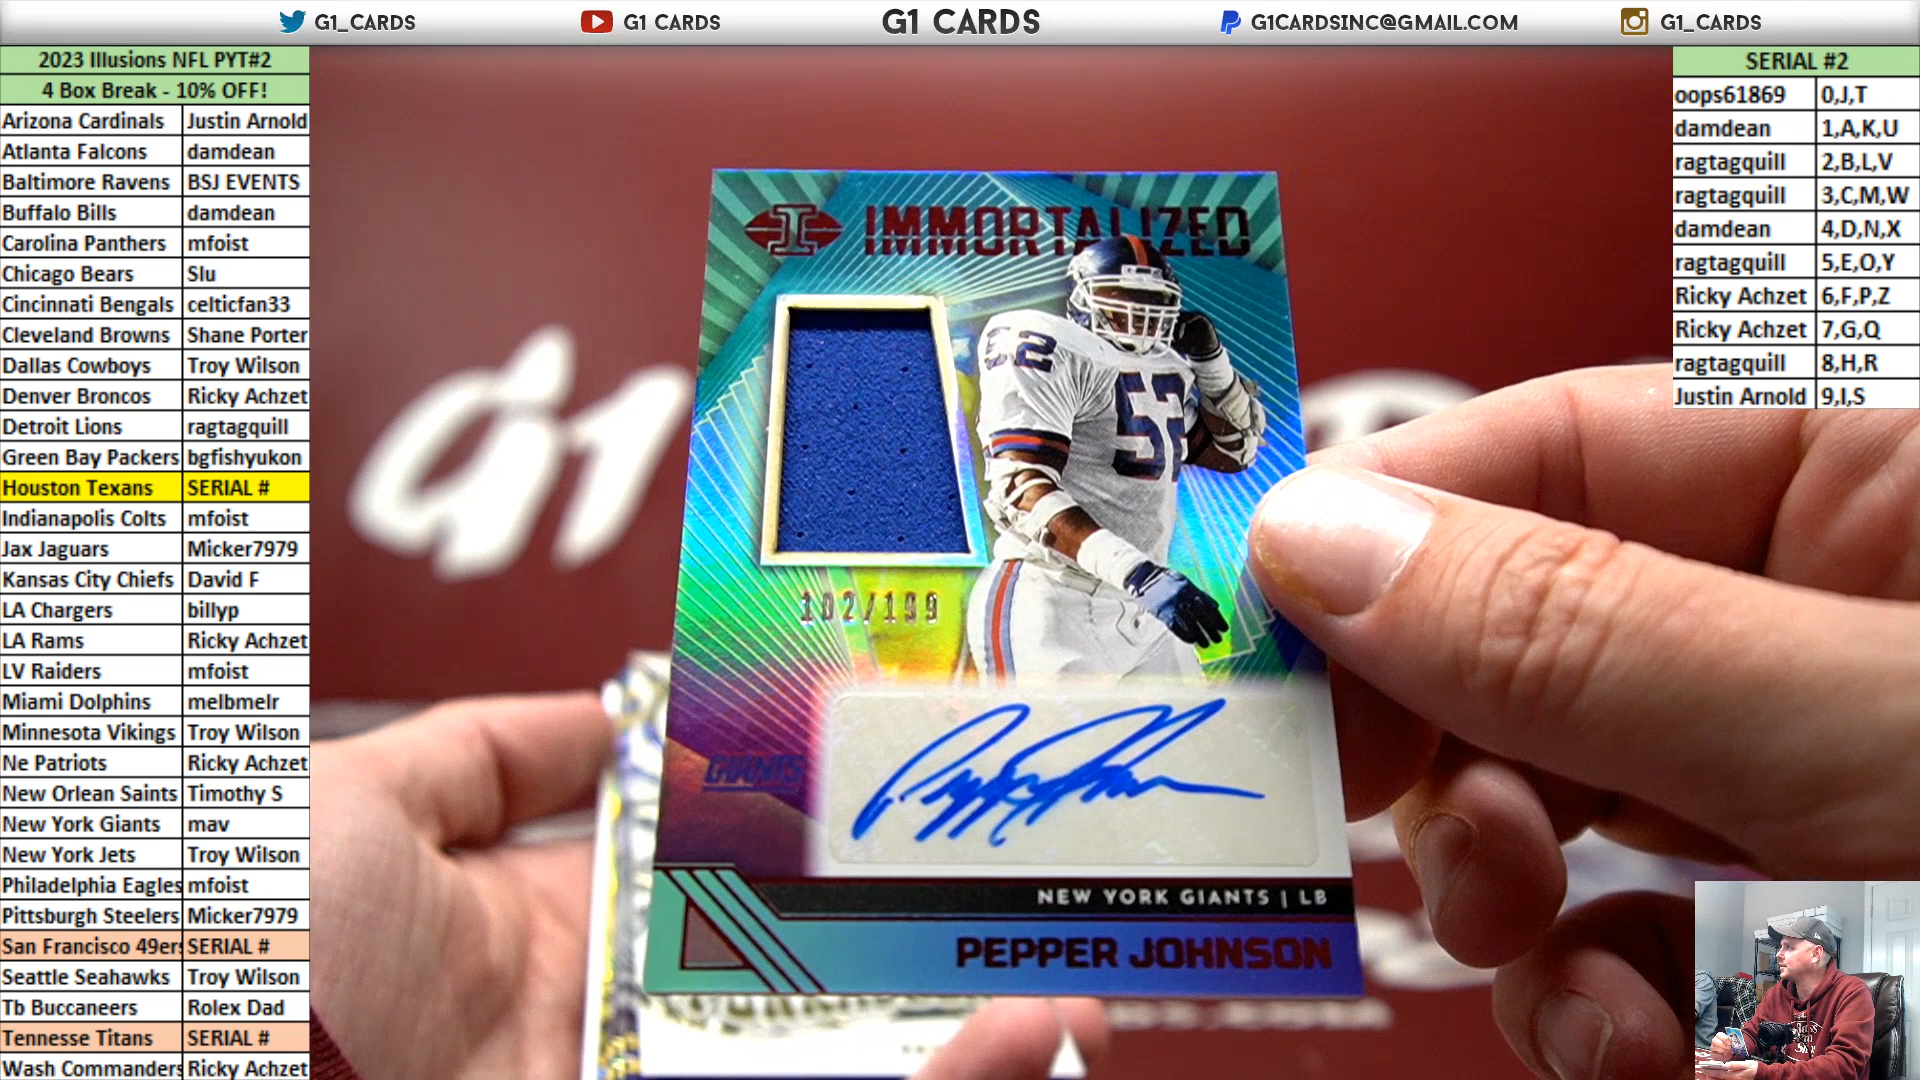 G1_CARDS
G1 CARDS
G1 CARDS
G1CARDSINC@GMAIL.COM
G1_CARDS
2023 Illusions NFL PYT#2
4 Box Break - 10% OFF!
Arizona Cardinals Justin Arnold
Atlanta Falcons damdean
Baltimore Ravens BSJ EVENTS
Buffalo Bills damdean
Carolina Panthers mfoist
Chicago Bears Slu
Cincinnati Bengals celticfan33
Cleveland Browns Shane Porter
Dallas Cowboys Troy Wilson
Denver Broncos Ricky Achzet
Detroit Lions ragtagquill
Green Bay Packers bgfishyukon
Houston Texans SERIAL #
Indianapolis Colts mfoist
Jax Jaguars Micker7979
Kansas City Chiefs David F
LA Chargers billyp
LA Rams Ricky Achzet
LV Raiders mfoist
Miami Dolphins melbmelr
Minnesota Vikings Troy Wilson
Ne Patriots Ricky Achzet
New Orlean Saints Timothy S
New York Giants mav
New York Jets Troy Wilson
Philadelphia Eagles mfoist
Pittsburgh Steelers Micker7979
San Francisco 49ers SERIAL #
Seattle Seahawks Troy Wilson
Tb Buccaneers Rolex Dad
Tennesse Titans SERIAL #
Wash Commanders Ricky Achzet
I IMMORTALIZED
52
52
102/199
GIANTS
NEW YORK GIANTS | LB
PEPPER JOHNSON
G1
SERIAL #2
oops61869 0,J,T
damdean 1,A,K,U
ragtagquill 2,B,L,V
ragtagquill 3,C,M,W
damdean 4,D,N,X
ragtagquill 5,E,O,Y
Ricky Achzet 6,F,P,Z
Ricky Achzet 7,G,Q
ragtagquill 8,H,R
Justin Arnold 9,I,S